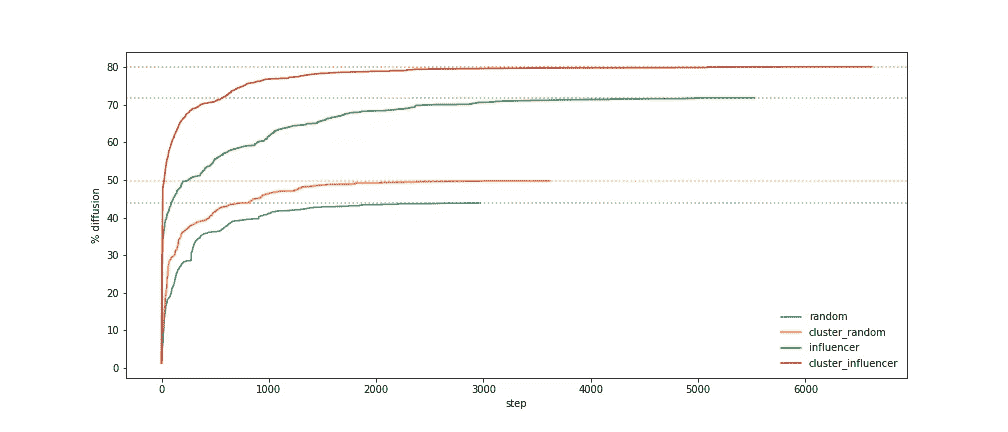 80
70
60
50
40
30
20
10
0
% diffusion
0 1000 2000 3000 4000 5000 6000
step
random
cluster_random
influencer
cluster_influencer